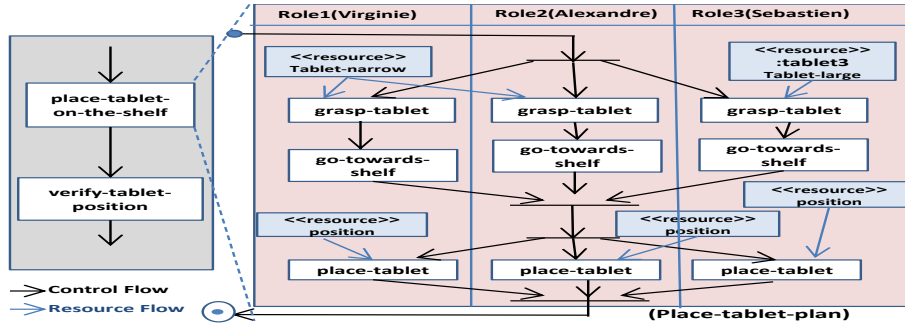 Role1(Virginie)
Role2(Alexandre)
Role3(Sebastien)
<<resource>>
Tablet-narrow
<<resource>>
:tablet3
Tablet-large
place-tablet-
on-the-shelf
grasp-tablet
grasp-tablet
grasp-tablet
go-towards-
shelf
go-towards-
shelf
go-towards-
shelf
verify-tablet-
position
<<resource>>
position
<<resource>>
position
<<resource>>
position
place-tablet
place-tablet
place-tablet
Control Flow
Resource Flow
(Place-tablet-plan)